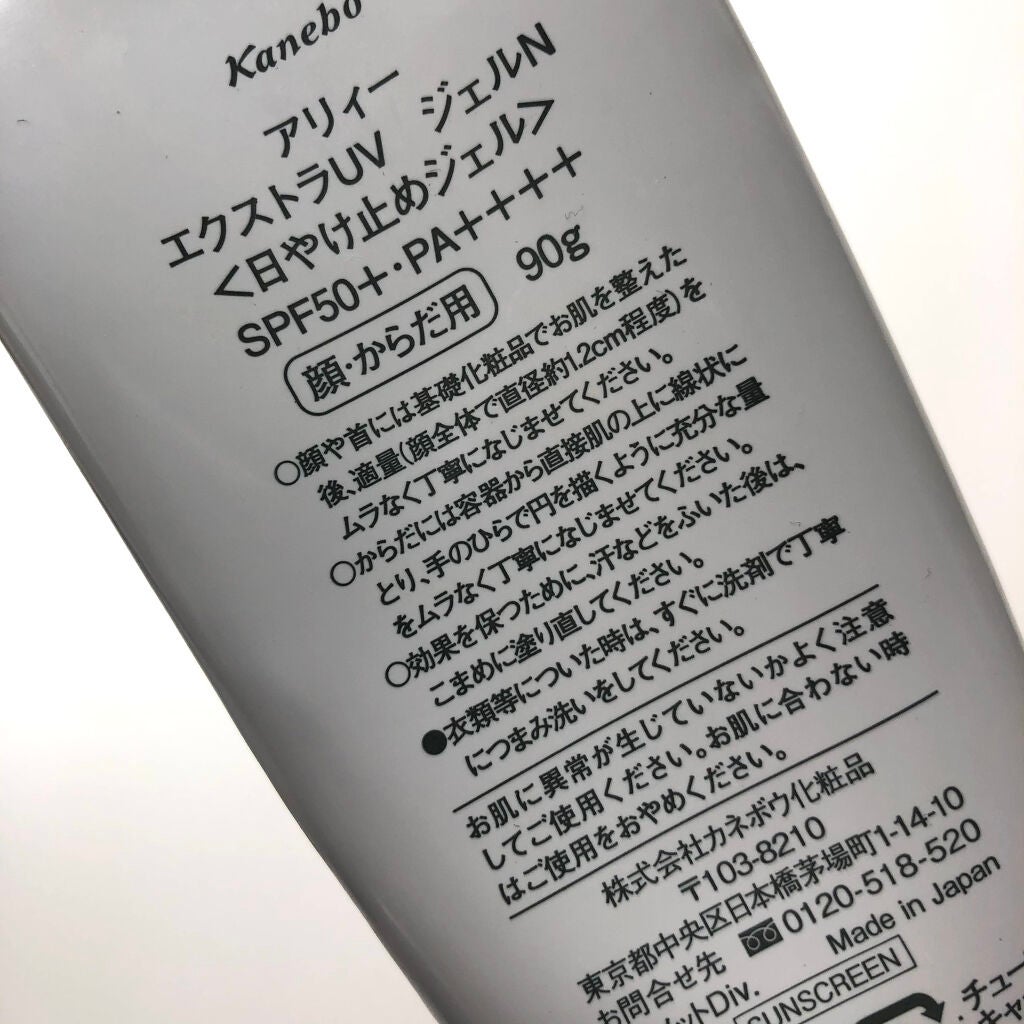 Kanebo
アリィー
エクストラUV ジェルN
<日やけ止めジェル>
SPF50+・PA++++
顔・からだ用 90g
○顔や首には基礎化粧品でお肌を整えた
後、適量(顔全体で直径約1.2cm程度)を
ムラなく丁寧になじませてください。
○からだには容器から直接肌の上に線状に
とり、手のひらで円を描くように充分な量
をムラなく丁寧になじませてください。
○効果を保つために、汗などをふいた後は、
こまめに塗り直してください。
●衣類等についた時は、すぐに洗剤で丁寧
につまみ洗いをしてください。
お肌に異常が生じていないかよく注意
してご使用ください。お肌に合わない時
はご使用をおやめください。
株式会社カネボウ化粧品
〒103-8210
東京都中央区日本橋茅場町1-14-10
お問合せ先 0120-518-520
ットDiv. Made in Japan
SUNSCREEN
チュー
キャ